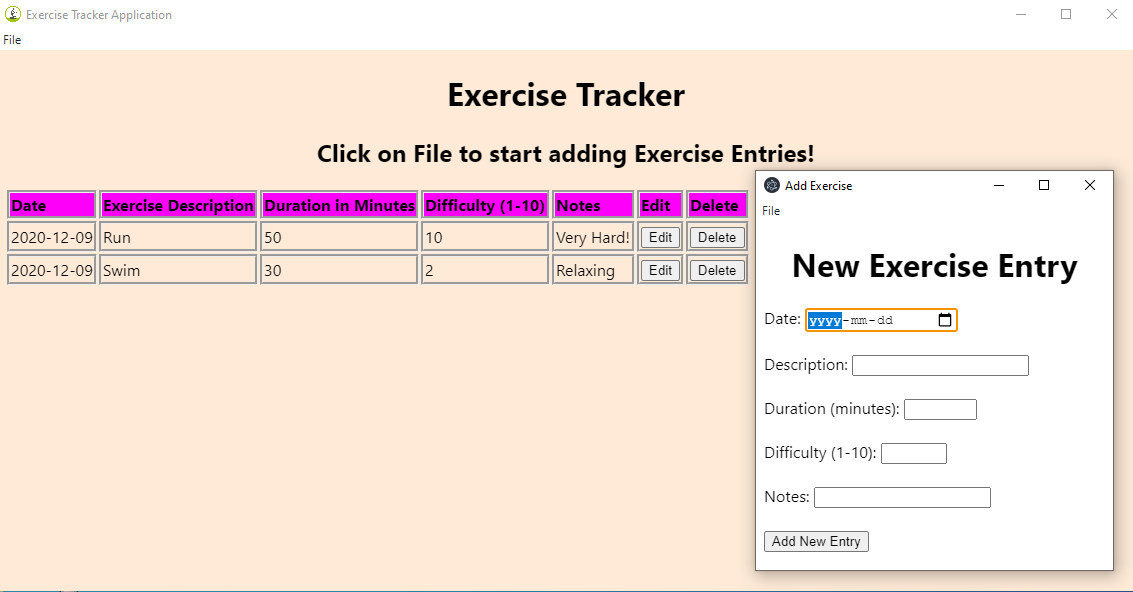 Exercise Tracker Application
File
Exercise Tracker
Click on File to start adding Exercise Entries!
Date Exercise Description Duration in Minutes Difficulty (1-10) Notes Edit Delete
2020-12-09 Run 50 10 Very Hard! Edit Delete
2020-12-09 Swim 30 2 Relaxing Edit Delete
Add Exercise
File
New Exercise Entry
Date: yyyy-mm-dd
Description:
Duration (minutes):
Difficulty (1-10):
Notes:
Add New Entry